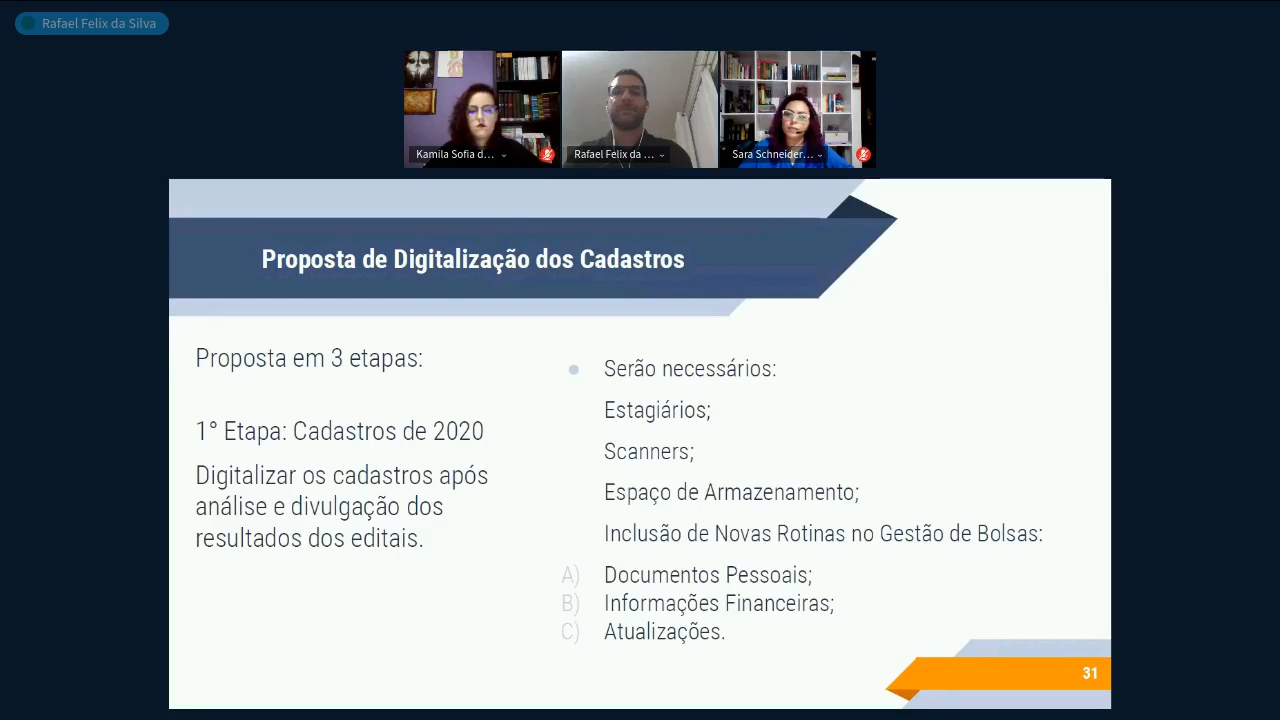 Rafael Felix da Silva
Kamila Sofia d...
Rafael Felix da ...
Sara Schneider...
Proposta de Digitalização dos Cadastros
Proposta em 3 etapas:
1° Etapa: Cadastros de 2020
Digitalizar os cadastros após
análise e divulgação dos
resultados dos editais.
Serão necessários:
Estagiários;
Scanners;
Espaço de Armazenamento;
Inclusão de Novas Rotinas no Gestão de Bolsas:
A) Documentos Pessoais;
B) Informações Financeiras;
C) Atualizações.
31